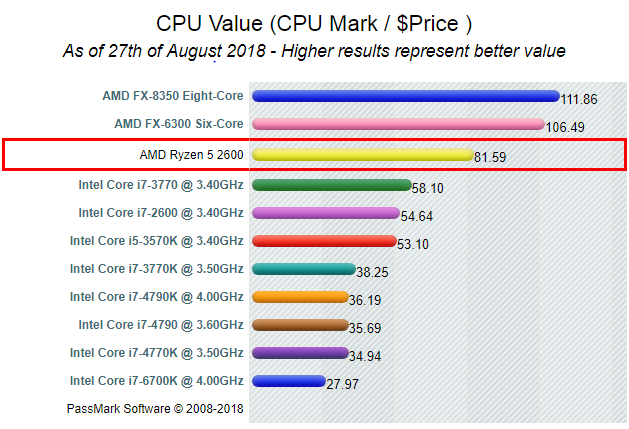 CPU Value (CPU Mark / $Price )
As of 27th of August 2018 - Higher results represent better value
AMD FX-8350 Eight-Core 111.86
AMD FX-6300 Six-Core 106.49
AMD Ryzen 5 2600 81.59
Intel Core i7-3770 @ 3.40GHz 58.10
Intel Core i7-2600 @ 3.40GHz 54.64
Intel Core i5-3570K @ 3.40GHz 53.10
Intel Core i7-3770K @ 3.50GHz 38.25
Intel Core i7-4790K @ 4.00GHz 36.19
Intel Core i7-4790 @ 3.60GHz 35.69
Intel Core i7-4770K @ 3.50GHz 34.94
Intel Core i7-6700K @ 4.00GHz 27.97
PassMark Software © 2008-2018